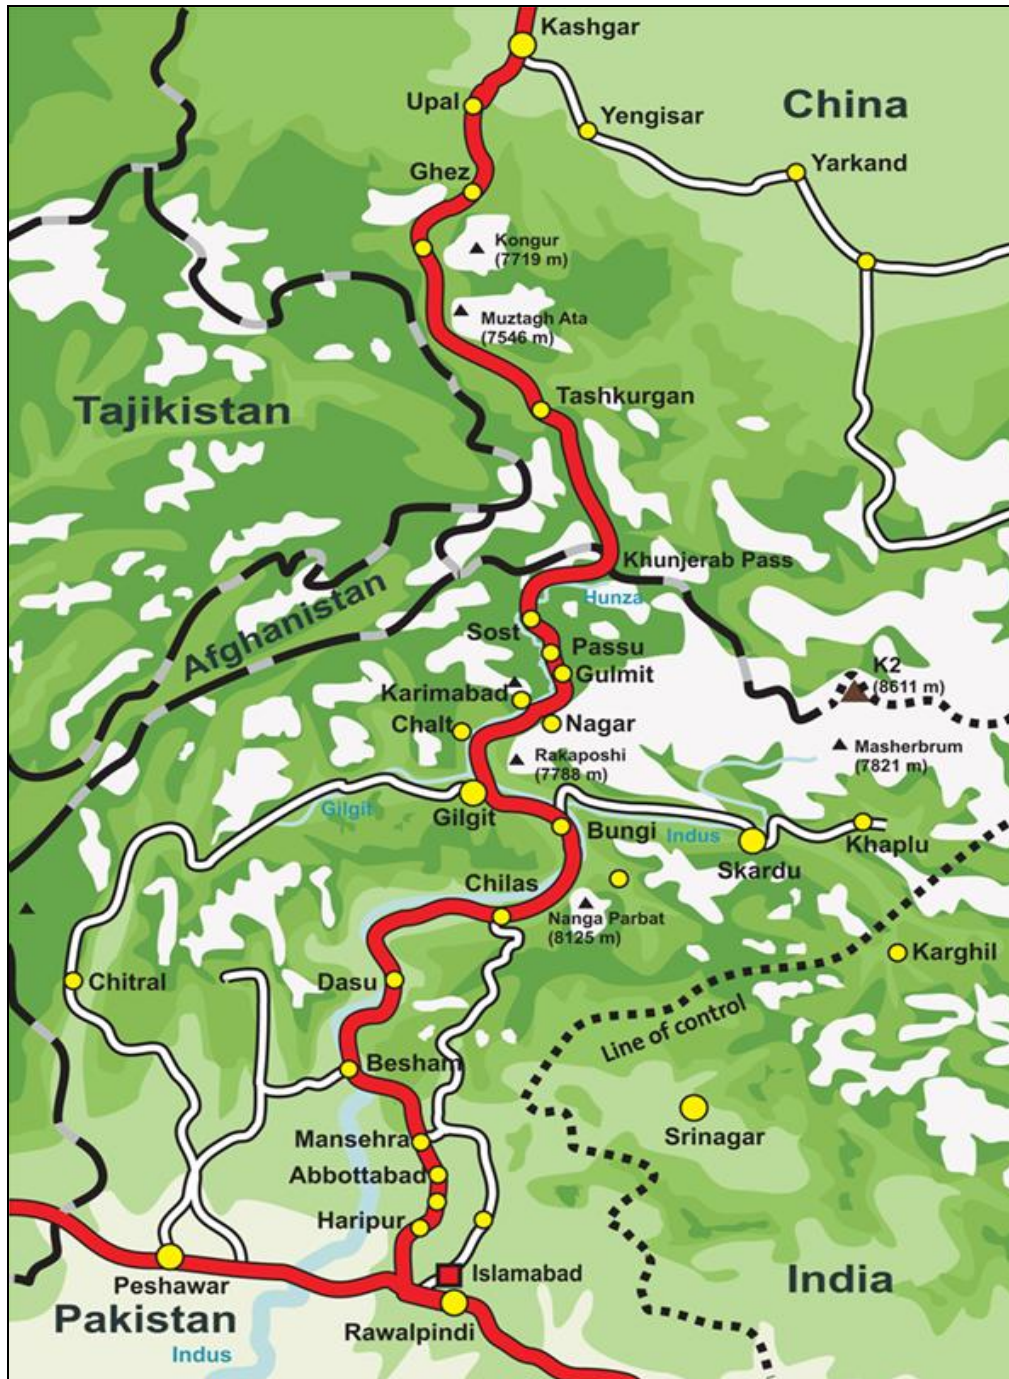 Kashgar
Upal
China
Yengisar
Yarkand
Ghez
Kongur
(7719 m)
Muztagh Ata
(7546 m)
Tajikistan
Tashkurgan
Khunjerab Pass
Hunza
Afghanistan
Sost
Passu
K2
(8611 m)
Gulmit
Karimabad
Chalt
Nagar
Rakaposhi
(7788 m)
Masherbrum
(7821 m)
Gilgit
Gilgit
Bungi
Indus
Skardu
Khaplu
Chilas
Nanga Parbat
(8125 m)
Karghil
Chitral
Dasu
Line of control
Besham
Srinagar
Mansehra
Abbottabad
Haripur
Islamabad
India
Peshawar
Pakistan
Rawalpindi
Indus